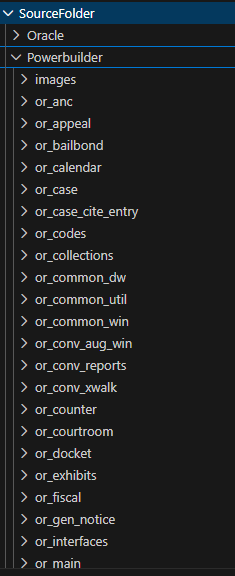 SourceFolder
Oracle
Powerbuilder
images
or_anc
or_appeal
or_bailbond
or_calendar
or_case
or_case_cite_entry
or_codes
or_collections
or_common_dw
or_common_util
or_common_win
or_conv_aug_win
or_conv_reports
or_conv_xwalk
or_counter
or_courtroom
or_docket
or_exhibits
or_fiscal
or_gen_notice
or_interfaces
or_main